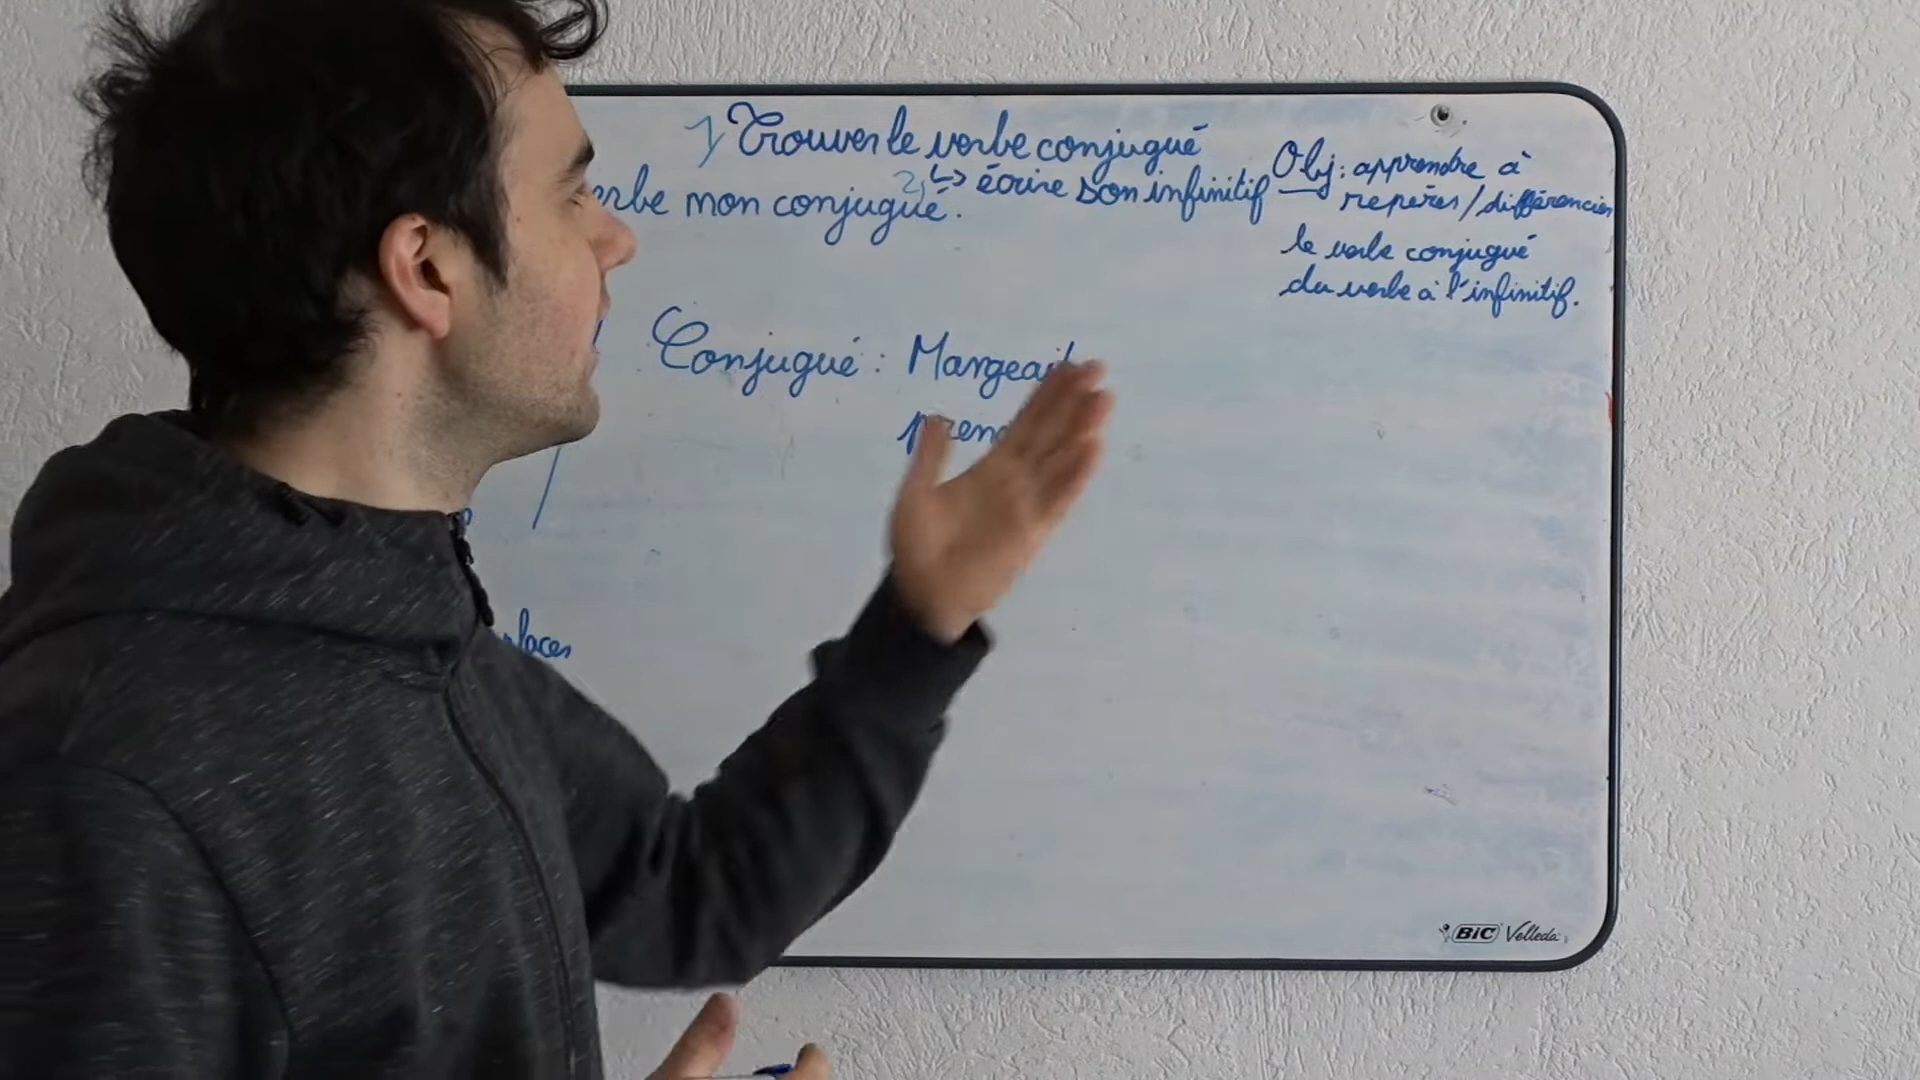 1) Trouver le verbe conjugué
2) ↳ écrire son infinitif
verbe non conjugué.
Obj : apprendre à
repérer/différencier
le verbe conjugué
du verbe à l'infinitif.
Conjugué : Mangeait
BIC Velleda